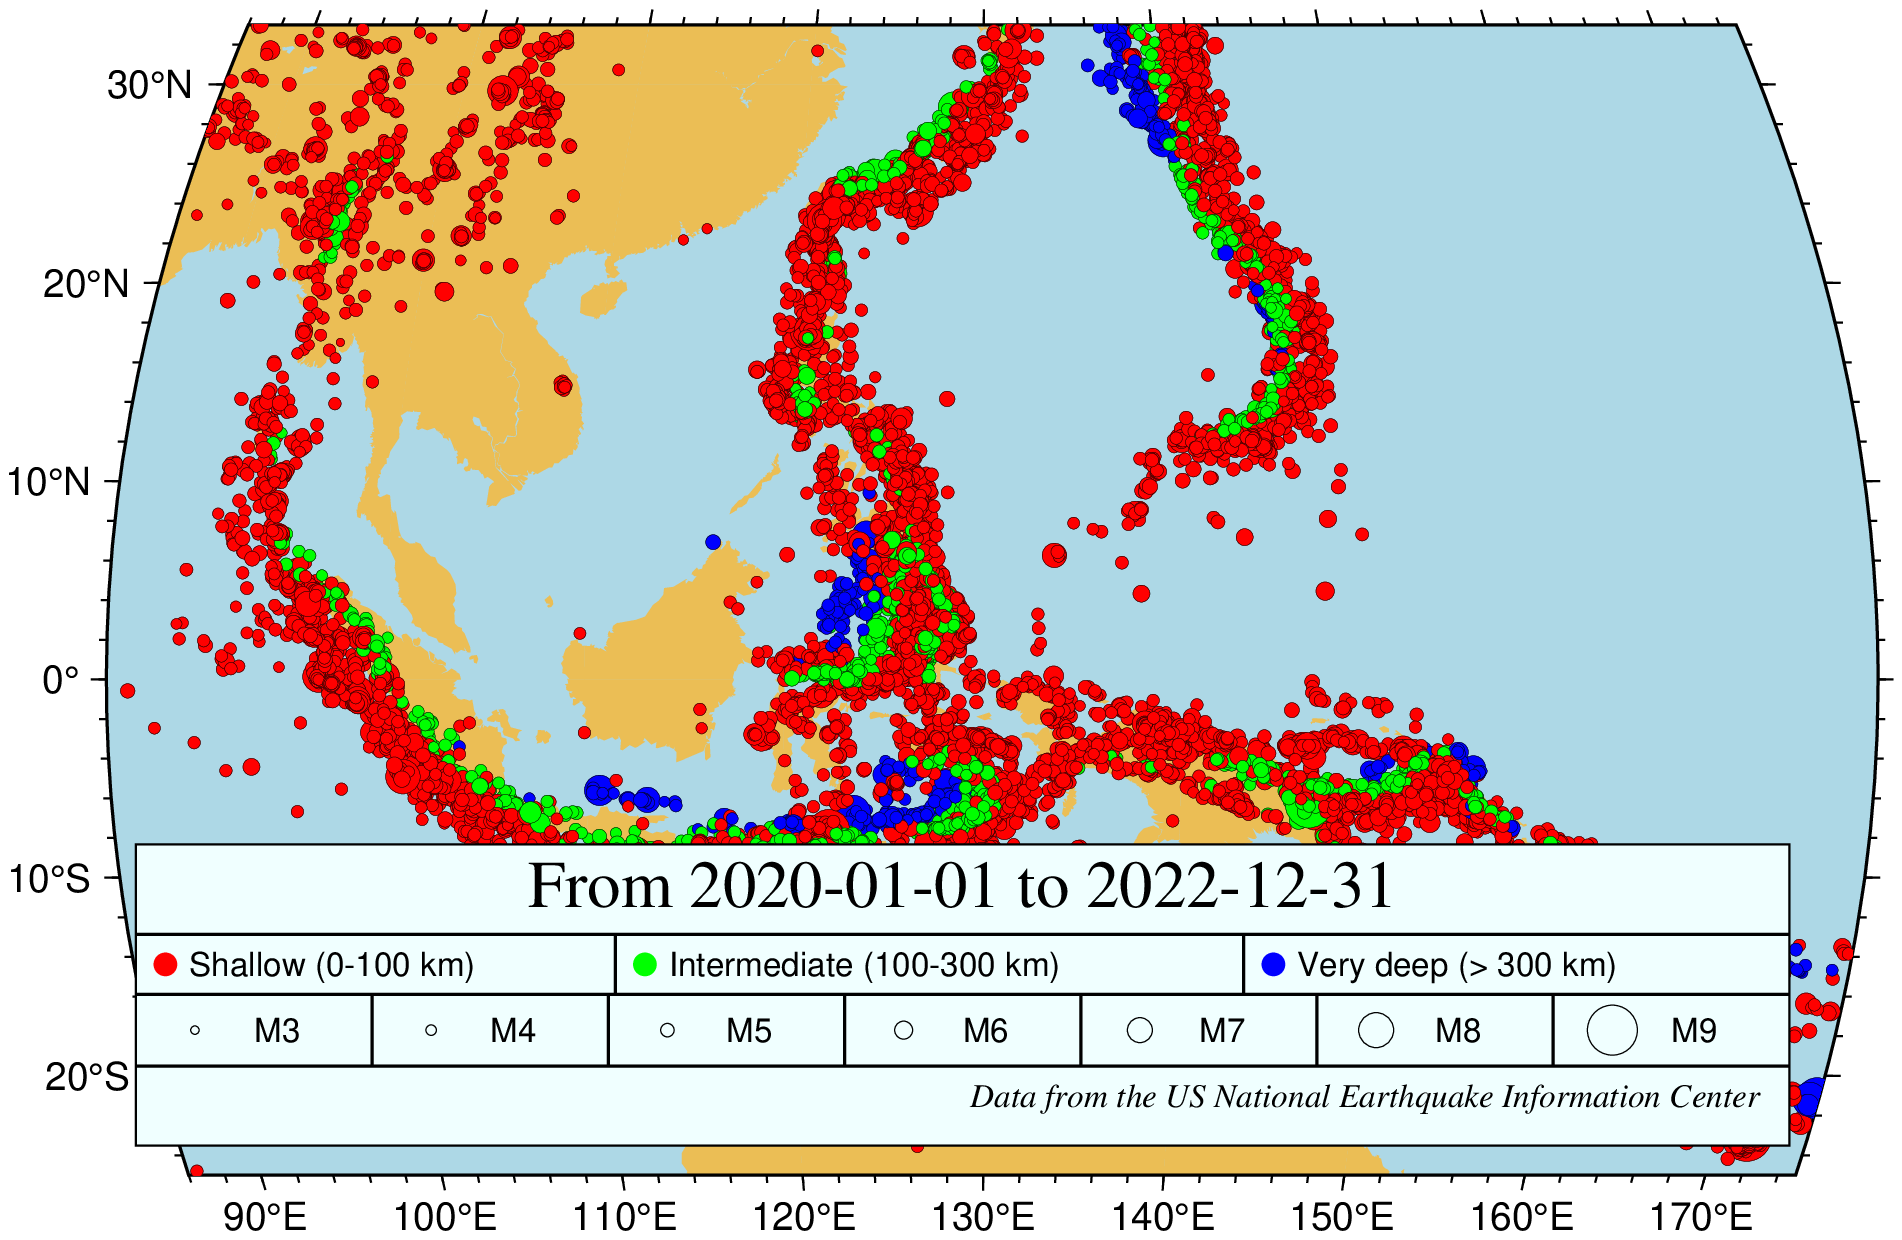 30°N
20°N
10°N
0°
10°S
20°S
From 2020-01-01 to 2022-12-31
Shallow (0-100 km) Intermediate (100-300 km) Very deep (> 300 km)
M3 M4 M5 M6 M7 M8 M9
Data from the US National Earthquake Information Center
90°E 100°E 110°E 120°E 130°E 140°E 150°E 160°E 170°E